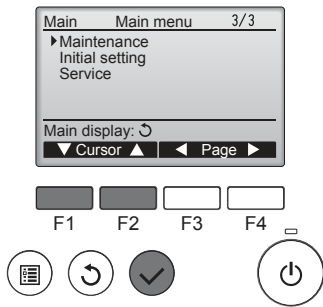 Main Main menu 3/3
Maintenance
Initial setting
Service
Main display:
Cursor Page
F1 F2 F3 F4